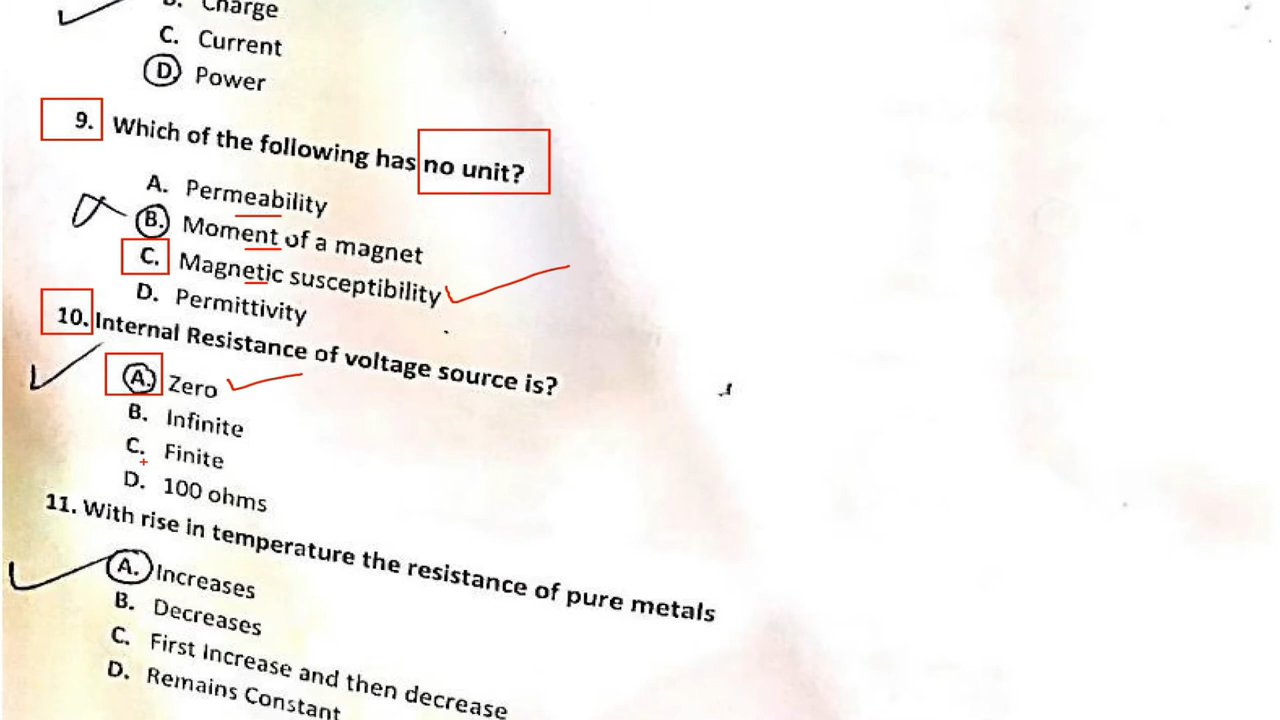 B. Charge
C. Current
D. Power
9. Which of the following has no unit?
A. Permeability
B. Moment of a magnet
C. Magnetic susceptibility
D. Permittivity
10. Internal Resistance of voltage source is?
A. Zero
B. Infinite
C. Finite
D. 100 ohms
11. With rise in temperature the resistance of pure metals
A. Increases
B. Decreases
C. First Increase and then decrease
D. Remains Constant